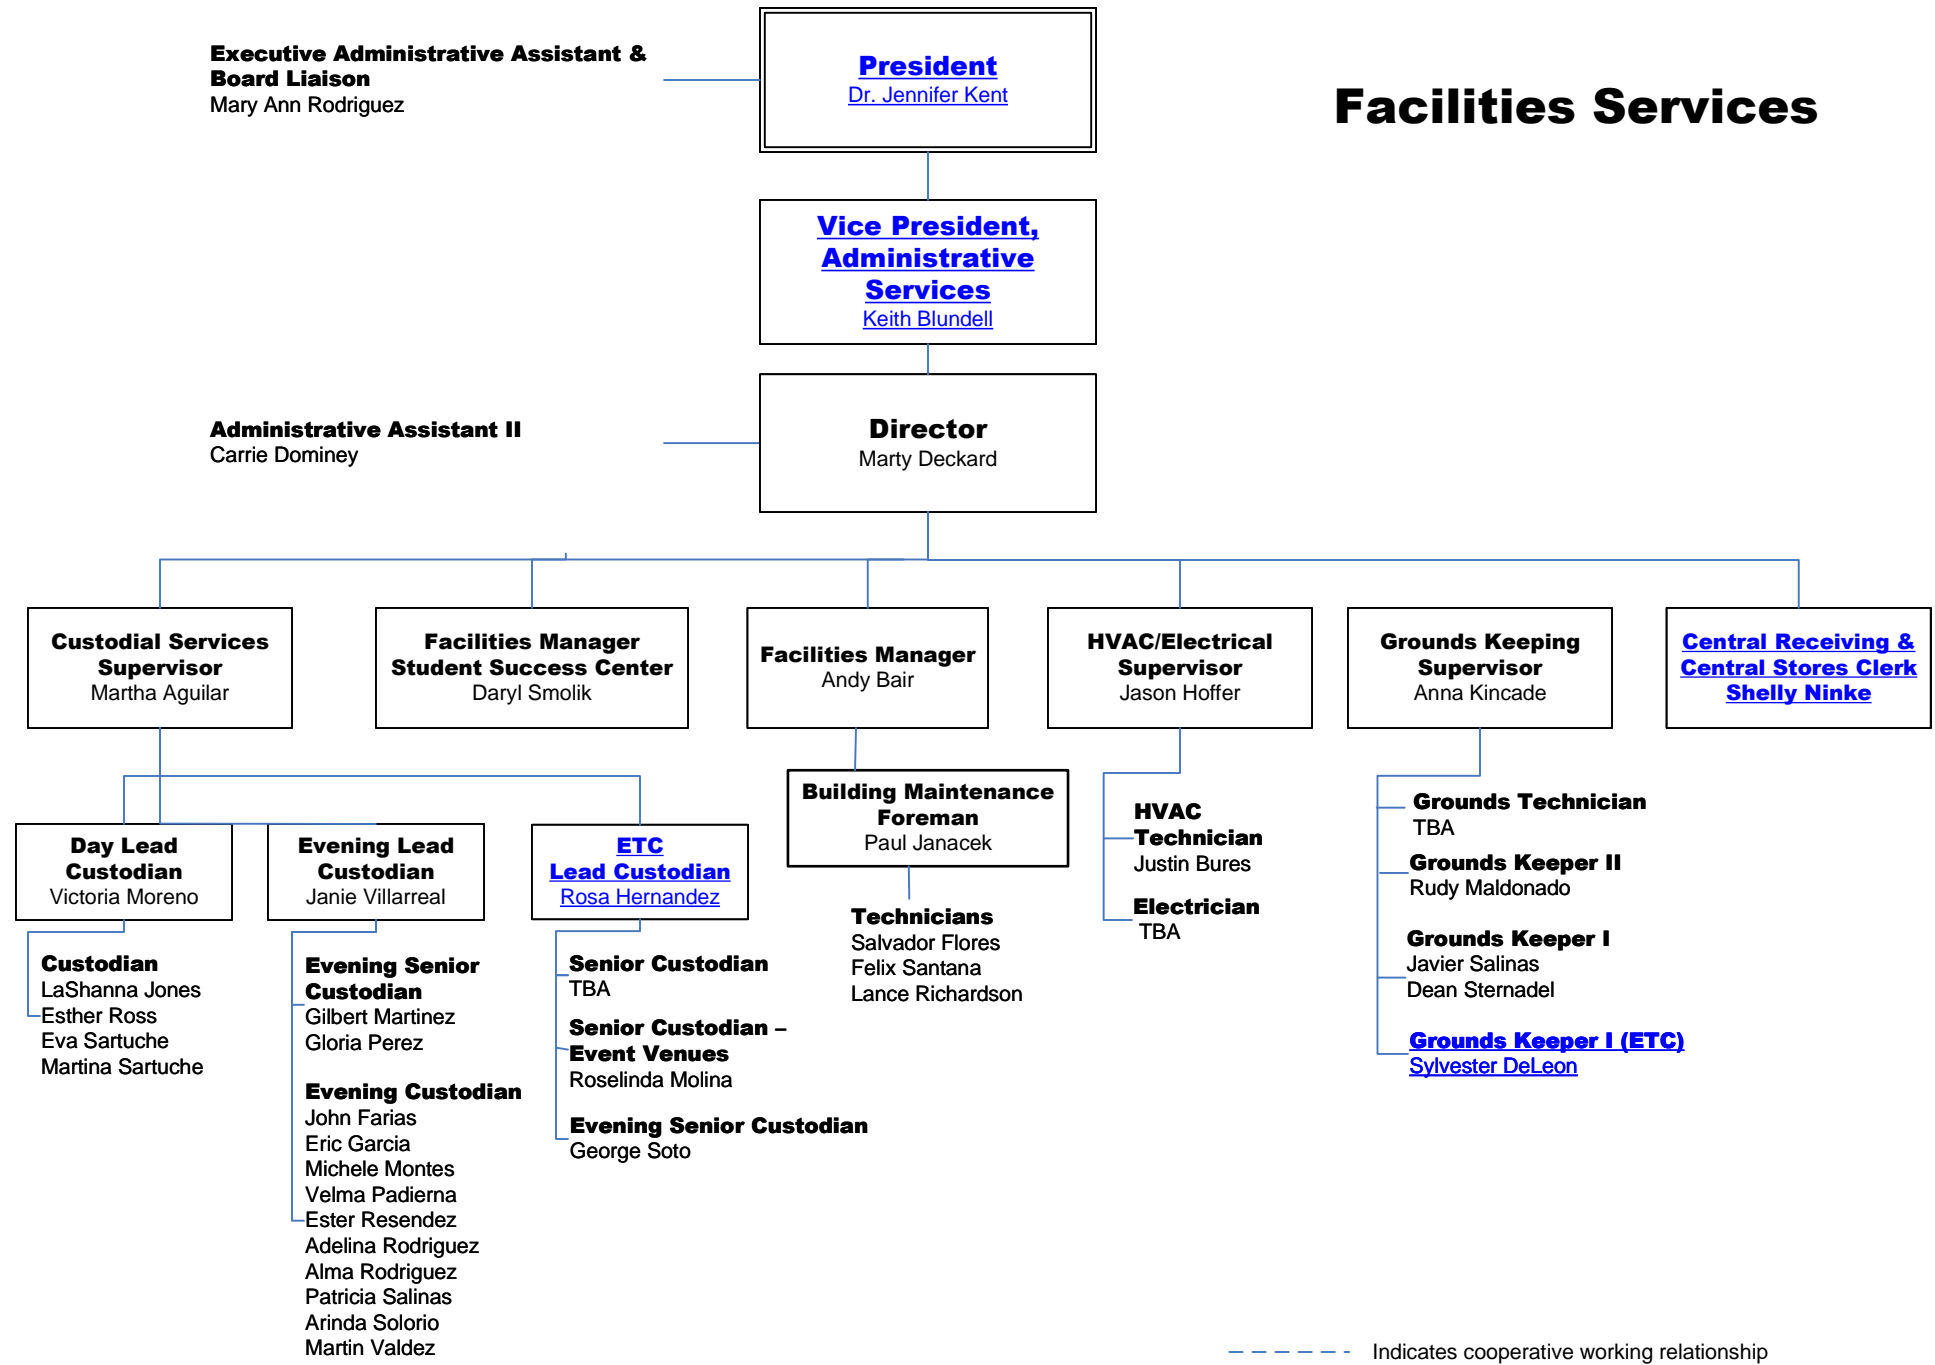 Executive Administrative Assistant &
Board Liaison
Mary Ann Rodriguez
President
Dr. Jennifer Kent
Facilities Services
Vice President,
Administrative
Services
Keith Blundell
Administrative Assistant II
Carrie Dominey
Director
Marty Deckard
Custodial Services
Supervisor
Martha Aguilar
Facilities Manager
Student Success Center
Daryl Smolik
Facilities Manager
Andy Bair
HVAC/Electrical
Supervisor
Jason Hoffer
Grounds Keeping
Supervisor
Anna Kincade
Central Receiving &
Central Stores Clerk
Shelly Ninke
Day Lead
Custodian
Victoria Moreno
Evening Lead
Custodian
Janie Villarreal
ETC
Lead Custodian
Rosa Hernandez
Building Maintenance
Foreman
Paul Janacek
HVAC
Technician
Justin Bures
Electrician
TBA
Grounds Technician
TBA
Grounds Keeper II
Rudy Maldonado
Grounds Keeper I
Javier Salinas
Dean Sternadel
Grounds Keeper I (ETC)
Sylvester DeLeon
Custodian
LaShanna Jones
Esther Ross
Eva Sartuche
Martina Sartuche
Evening Senior
Custodian
Gilbert Martinez
Gloria Perez
Evening Custodian
John Farias
Eric Garcia
Michele Montes
Velma Padierna
Ester Resendez
Adelina Rodriguez
Alma Rodriguez
Patricia Salinas
Arinda Solorio
Martin Valdez
Senior Custodian
TBA
Senior Custodian –
Event Venues
Roselinda Molina
Evening Senior Custodian
George Soto
Technicians
Salvador Flores
Felix Santana
Lance Richardson
Indicates cooperative working relationship